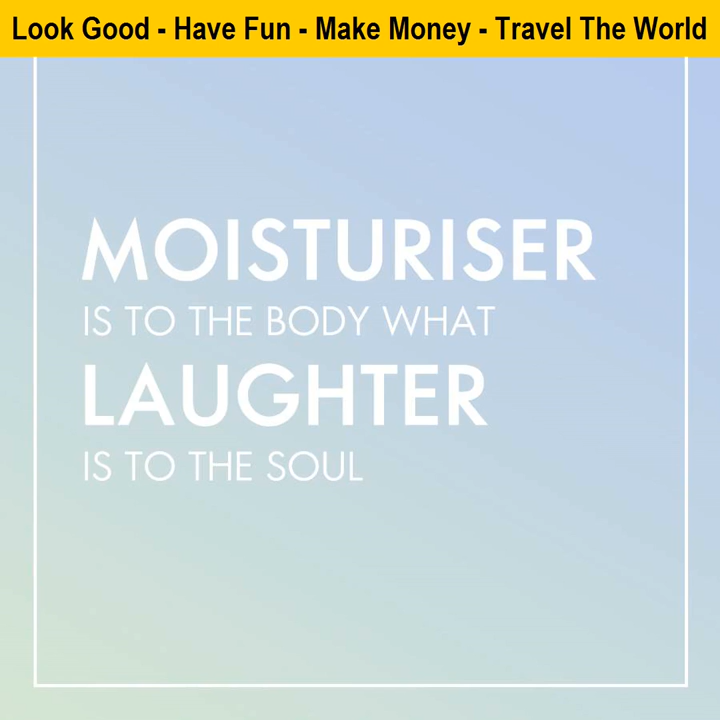 Look Good - Have Fun - Make Money - Travel The World
MOISTURISER
IS TO THE BODY WHAT
LAUGHTER
IS TO THE SOUL